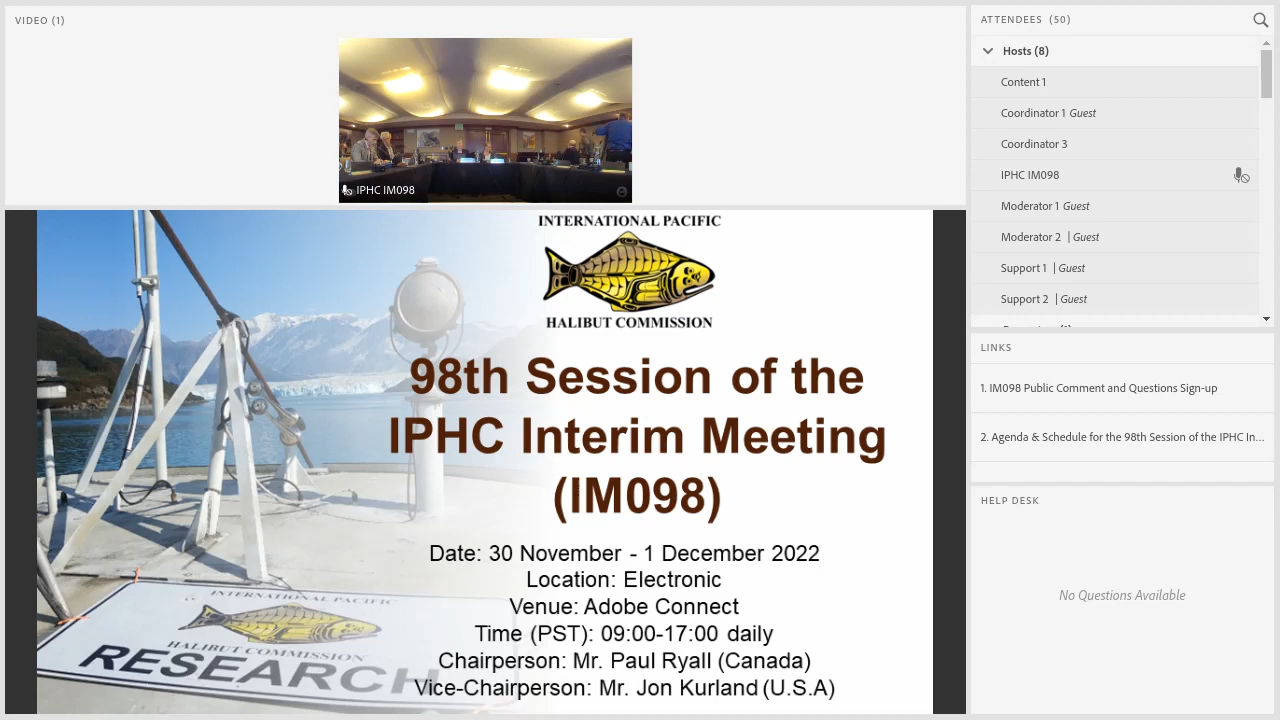 VIDEO (1)
IPHC IM098
INTERNATIONAL PACIFIC
HALIBUT COMMISSION
98th Session of the
IPHC Interim Meeting
(IM098)
Date: 30 November - 1 December 2022
Location: Electronic
Venue: Adobe Connect
Time (PST): 09:00-17:00 daily
Chairperson: Mr. Paul Ryall (Canada)
Vice-Chairperson: Mr. Jon Kurland (U.S.A)
INTERNATIONAL PACIFIC
HALIBUT COMMISSION
RESEARCH
ATTENDEES (50)
Hosts (8)
Content 1
Coordinator 1 Guest
Coordinator 3
IPHC IM098
Moderator 1 Guest
Moderator 2 | Guest
Support 1 | Guest
Support 2 | Guest
LINKS
1. IM098 Public Comment and Questions Sign-up
2. Agenda & Schedule for the 98th Session of the IPHC In...
HELP DESK
No Questions Available